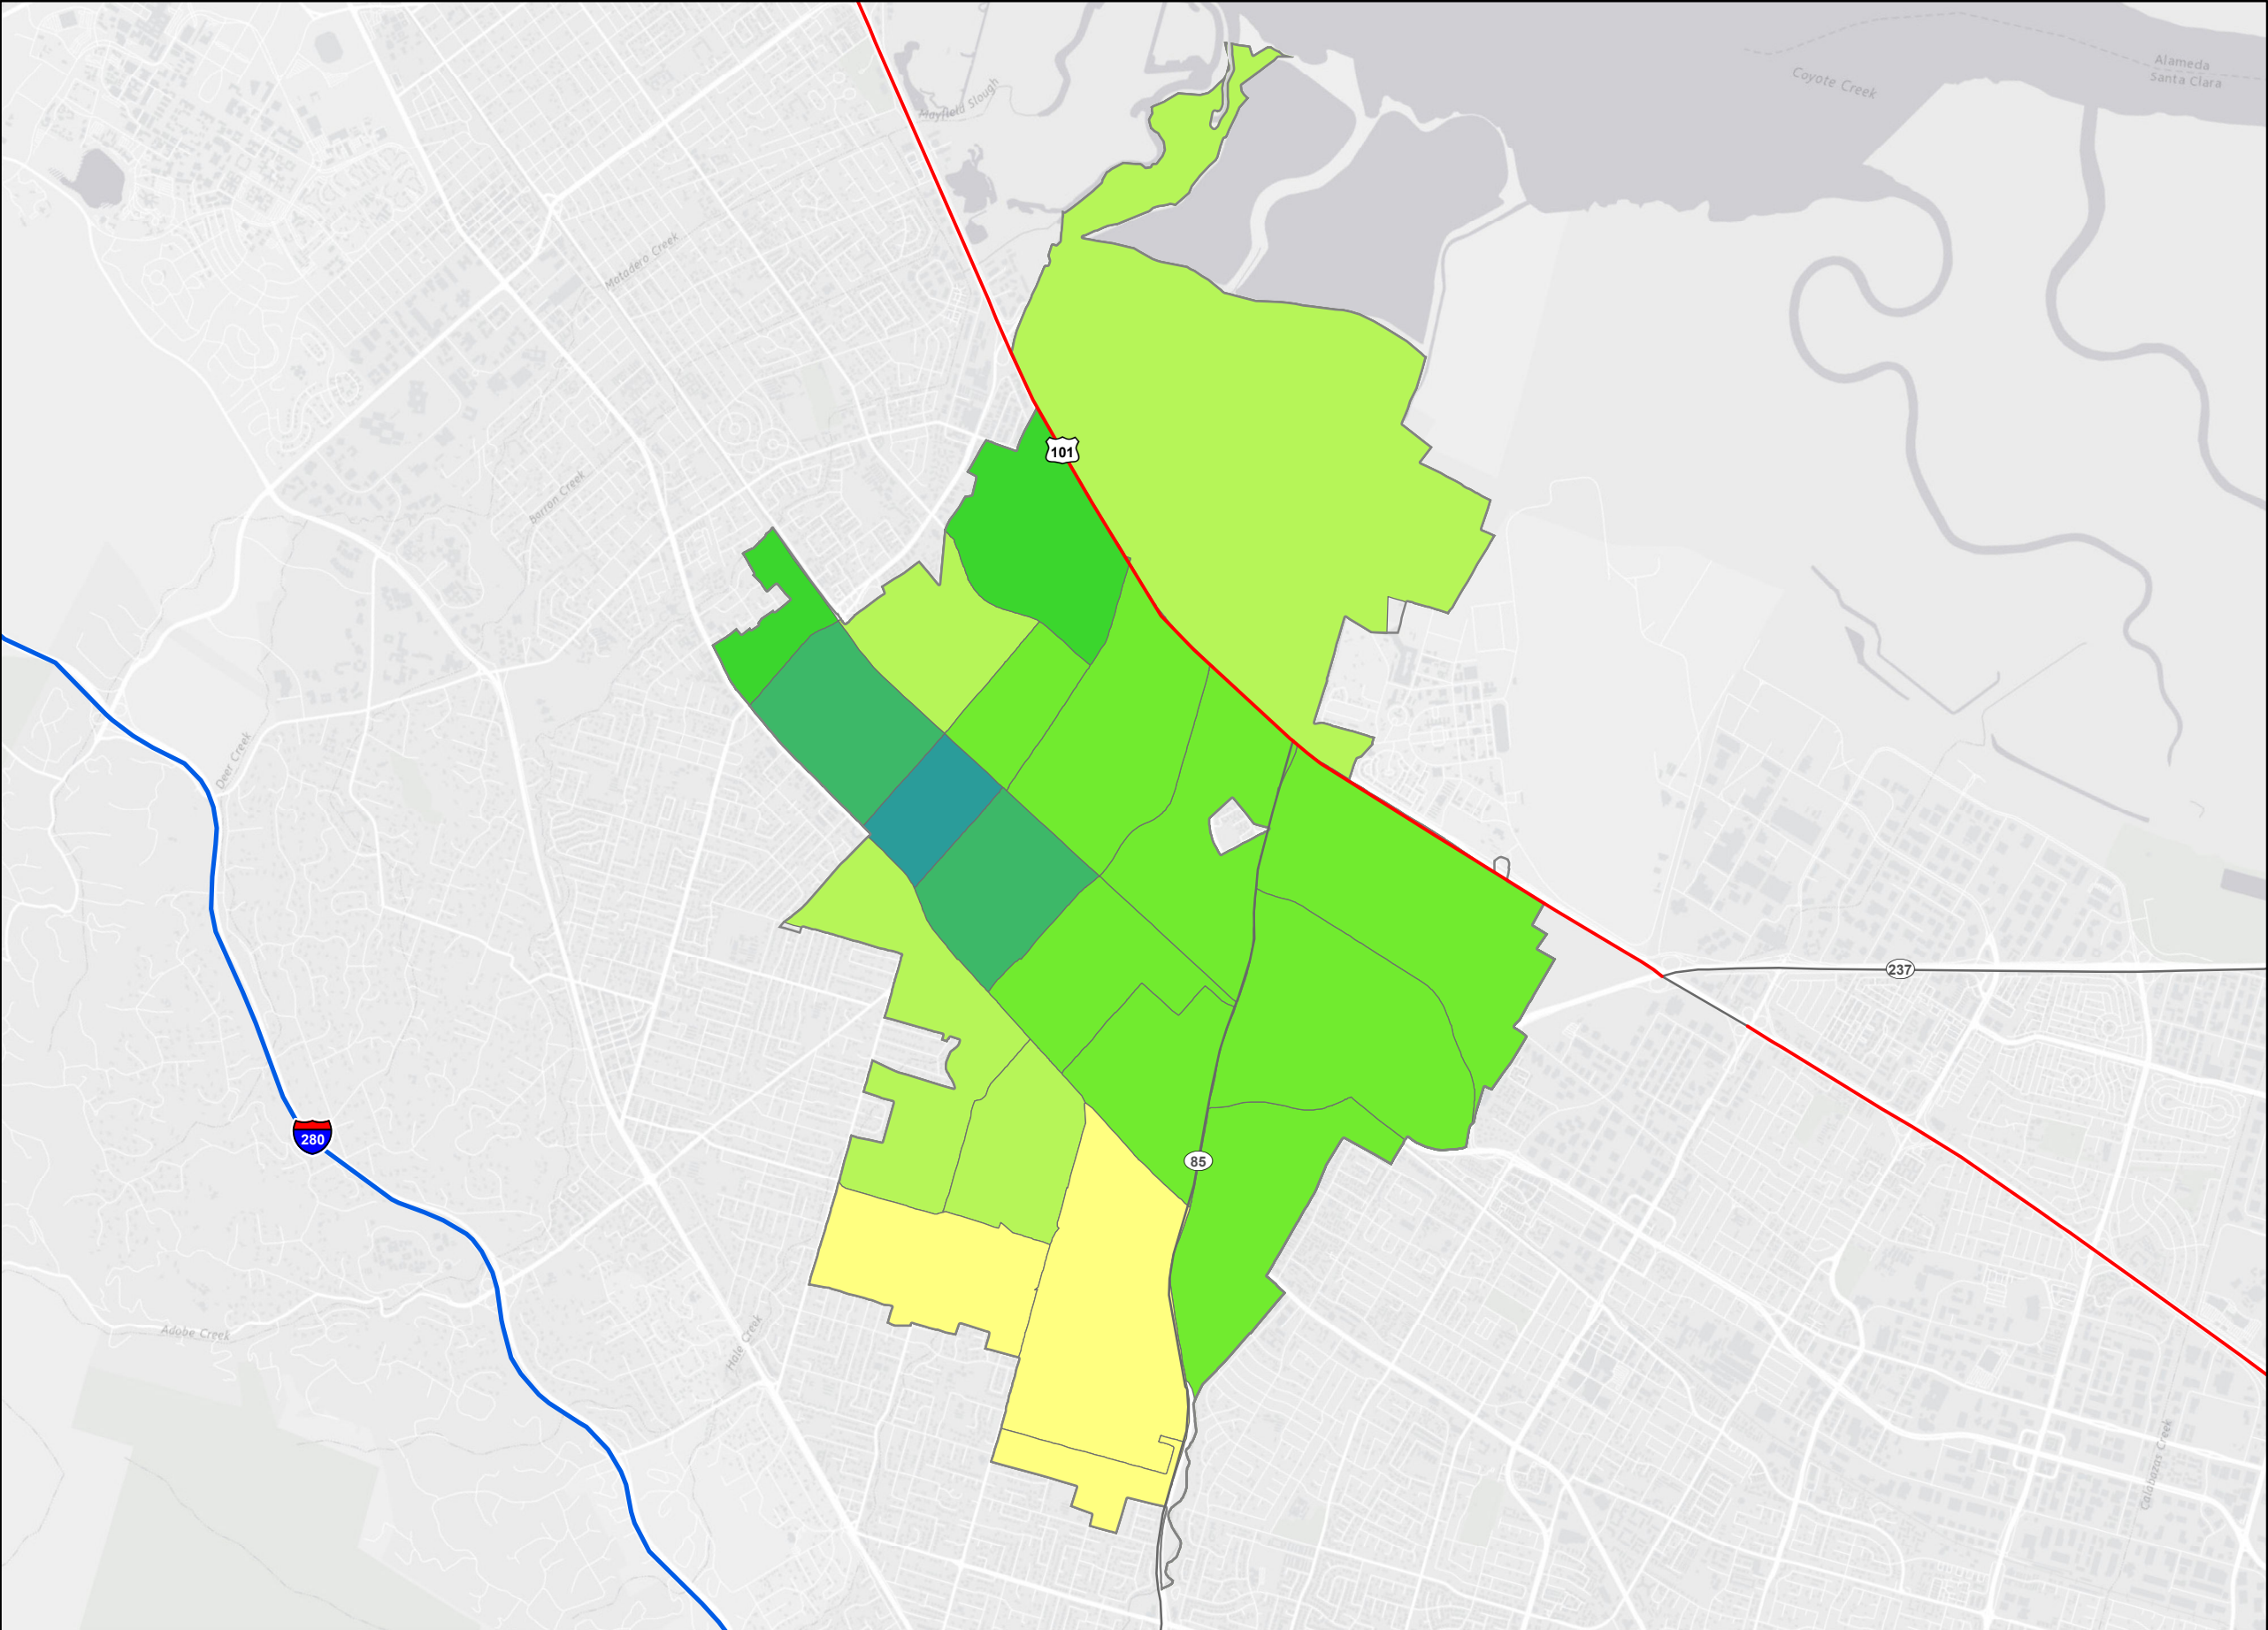 Alameda
Santa Clara
Coyote Creek
Mayfield Slough
Matadero Creek
101
Barron Creek
Deer Creek
237
280
85
Adobe Creek
Hale Creek
Calabazas Creek